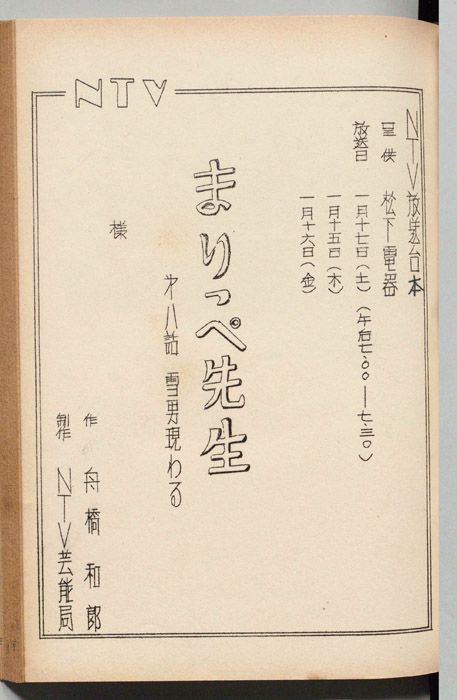 NTV
NTV放送台本
呈供 松下電器
放送日 一月十七日(土)(午后七.〇〇—七.三〇)
一月十五日(木)
一月十六日(金)
まりっぺ先生
才八話 雪男現わる
様
作 舟橋和郎
制作 NTV芸能局